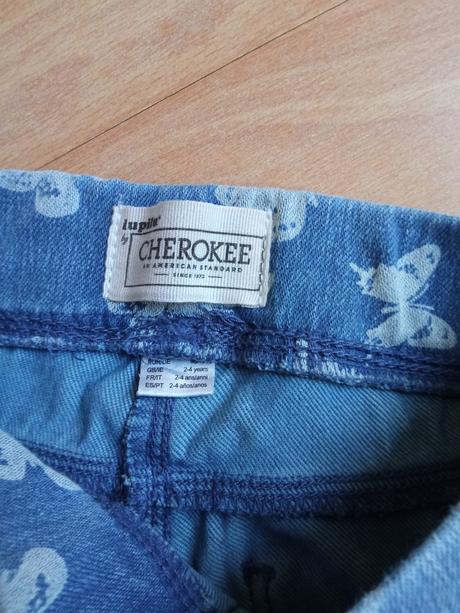 lupilu®
by
CHEROKEE
AN AMERICAN STANDARD
SINCE 1973
GB/IE 2-4 years
FR/IT 2-4 ans/anni
ES/PT 2-4 años/anos